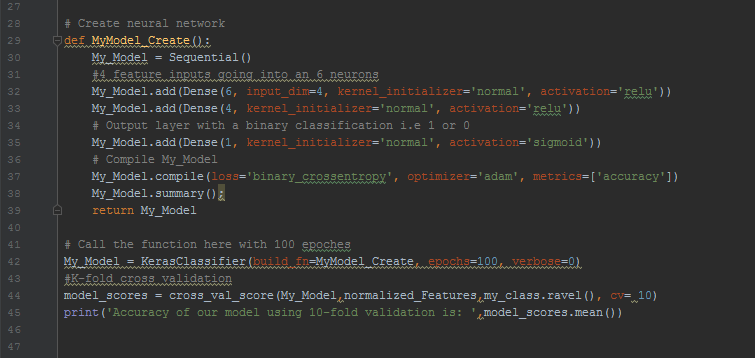 27
28 # Create neural network
29 def MyModel_Create():
30 My_Model = Sequential()
31 #4 feature inputs going into an 6 neurons
32 My_Model.add(Dense(6, input_dim=4, kernel_initializer='normal', activation='relu'))
33 My_Model.add(Dense(4, kernel_initializer='normal', activation='relu'))
34 # Output layer with a binary classification i.e 1 or 0
35 My_Model.add(Dense(1, kernel_initializer='normal', activation='sigmoid'))
36 # Compile My_Model
37 My_Model.compile(loss='binary_crossentropy', optimizer='adam', metrics=['accuracy'])
38 My_Model.summary();
39 return My_Model
40
41 # Call the function here with 100 epoches
42 My_Model = KerasClassifier(build_fn=MyModel_Create, epochs=100, verbose=0)
43 #K-fold cross validation
44 model_scores = cross_val_score(My_Model,normalized_Features,my_class.ravel(), cv= 10)
45 print('Accuracy of our model using 10-fold validation is: ',model_scores.mean())
46
47